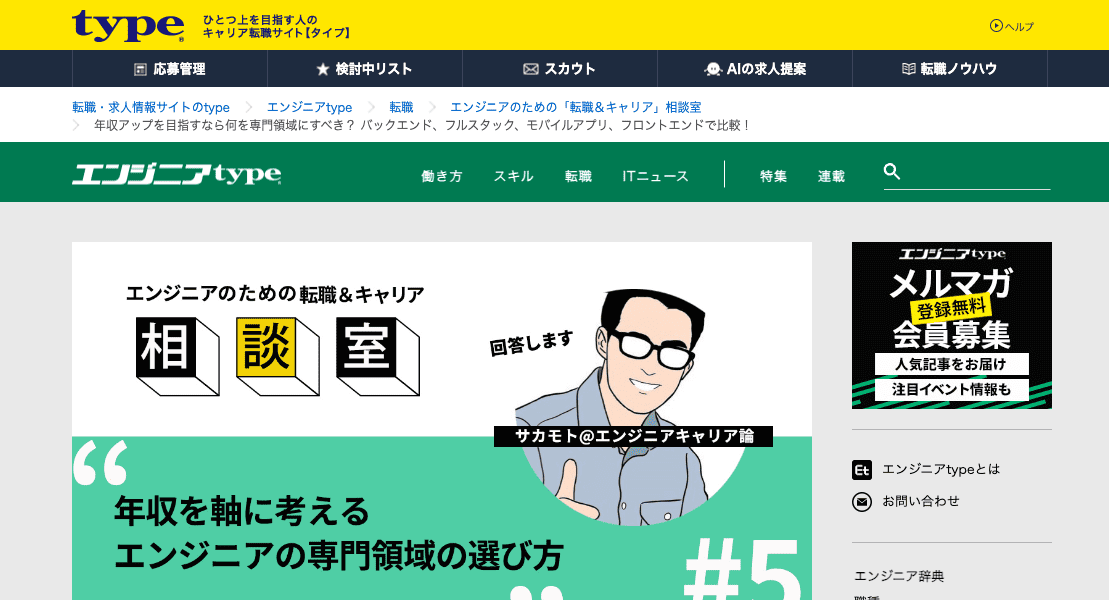 type
ひとつ上を目指す人の
キャリア転職サイト【タイプ】
ヘルプ
応募管理
検討中リスト
スカウト
AIの求人提案
転職ノウハウ
転職・求人情報サイトのtype
エンジニアtype
転職
エンジニアのための「転職＆キャリア」相談室
年収アップを目指すなら何を専門領域にすべき？ バックエンド、フルスタック、モバイルアプリ、フロントエンドで比較！
エンジニアtype
働き方
スキル
転職
ITニュース
特集
連載
エンジニアのための転職＆キャリア
相談室
回答します
サカモト@エンジニアキャリア論
“
年収を軸に考える
エンジニアの専門領域の選び方
”
#5
エンジニアtype
メルマガ
登録無料
会員募集
人気記事をお届け
注目イベント情報も
Et エンジニアtypeとは
お問い合わせ
エンジニア辞典
職種